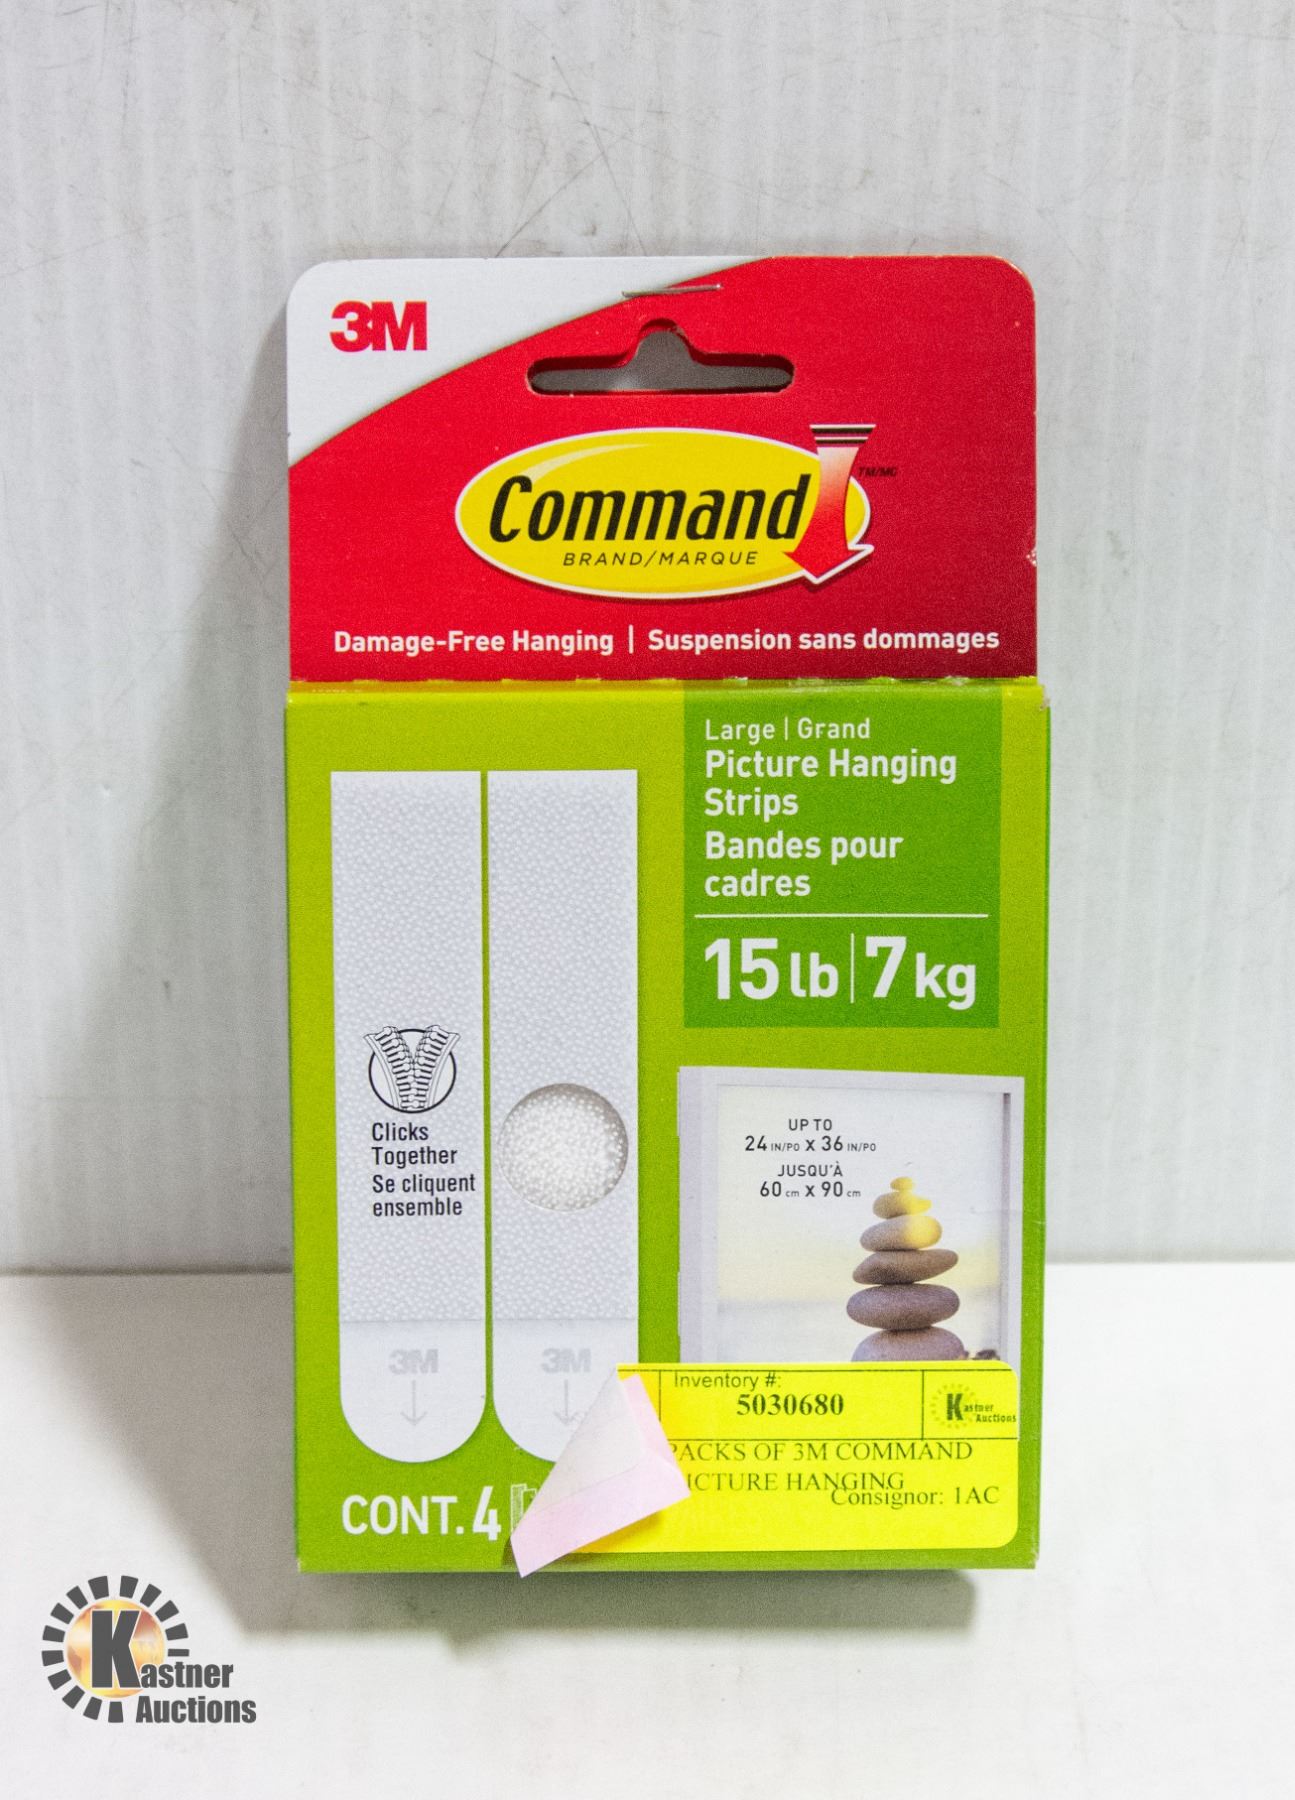 3M
Command
TM/MC
BRAND/MARQUE
Damage-Free Hanging | Suspension sans dommages
Large | Grand
Picture Hanging
Strips
Bandes pour
cadres
15 lb | 7 kg
Clicks
Together
Se cliquent
ensemble
UP TO
24 IN/PO X 36 IN/PO
JUSQU'À
60 cm X 90 cm
3M 3M
Inventory #:
5030680
Kastner
Auctions
PACKS OF 3M COMMAND
PICTURE HANGING
Consignor: 1AC
CONT. 4
Kastner
Auctions